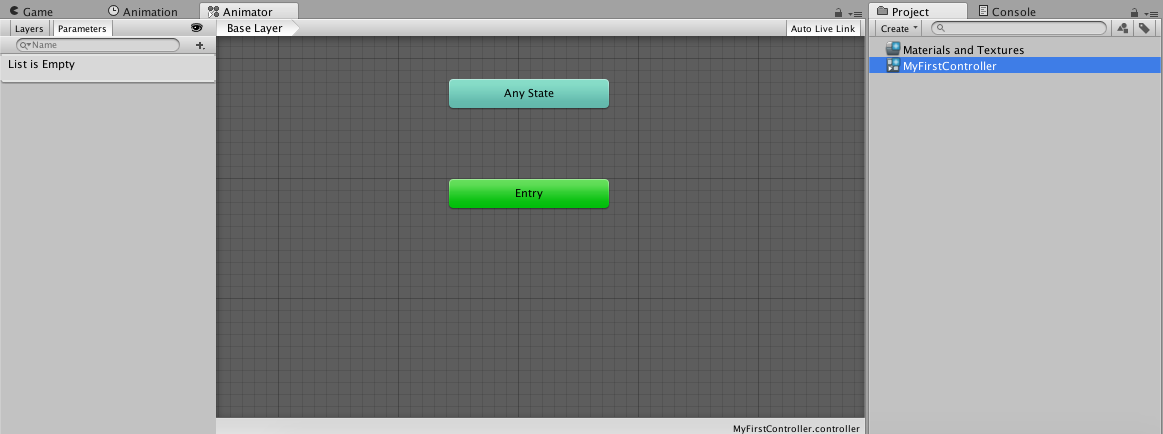 Game Animation Animator Project Console
Layers Parameters Base Layer Auto Live Link Create
Name
List is Empty
Materials and Textures
MyFirstController
Any State
Entry
MyFirstController.controller